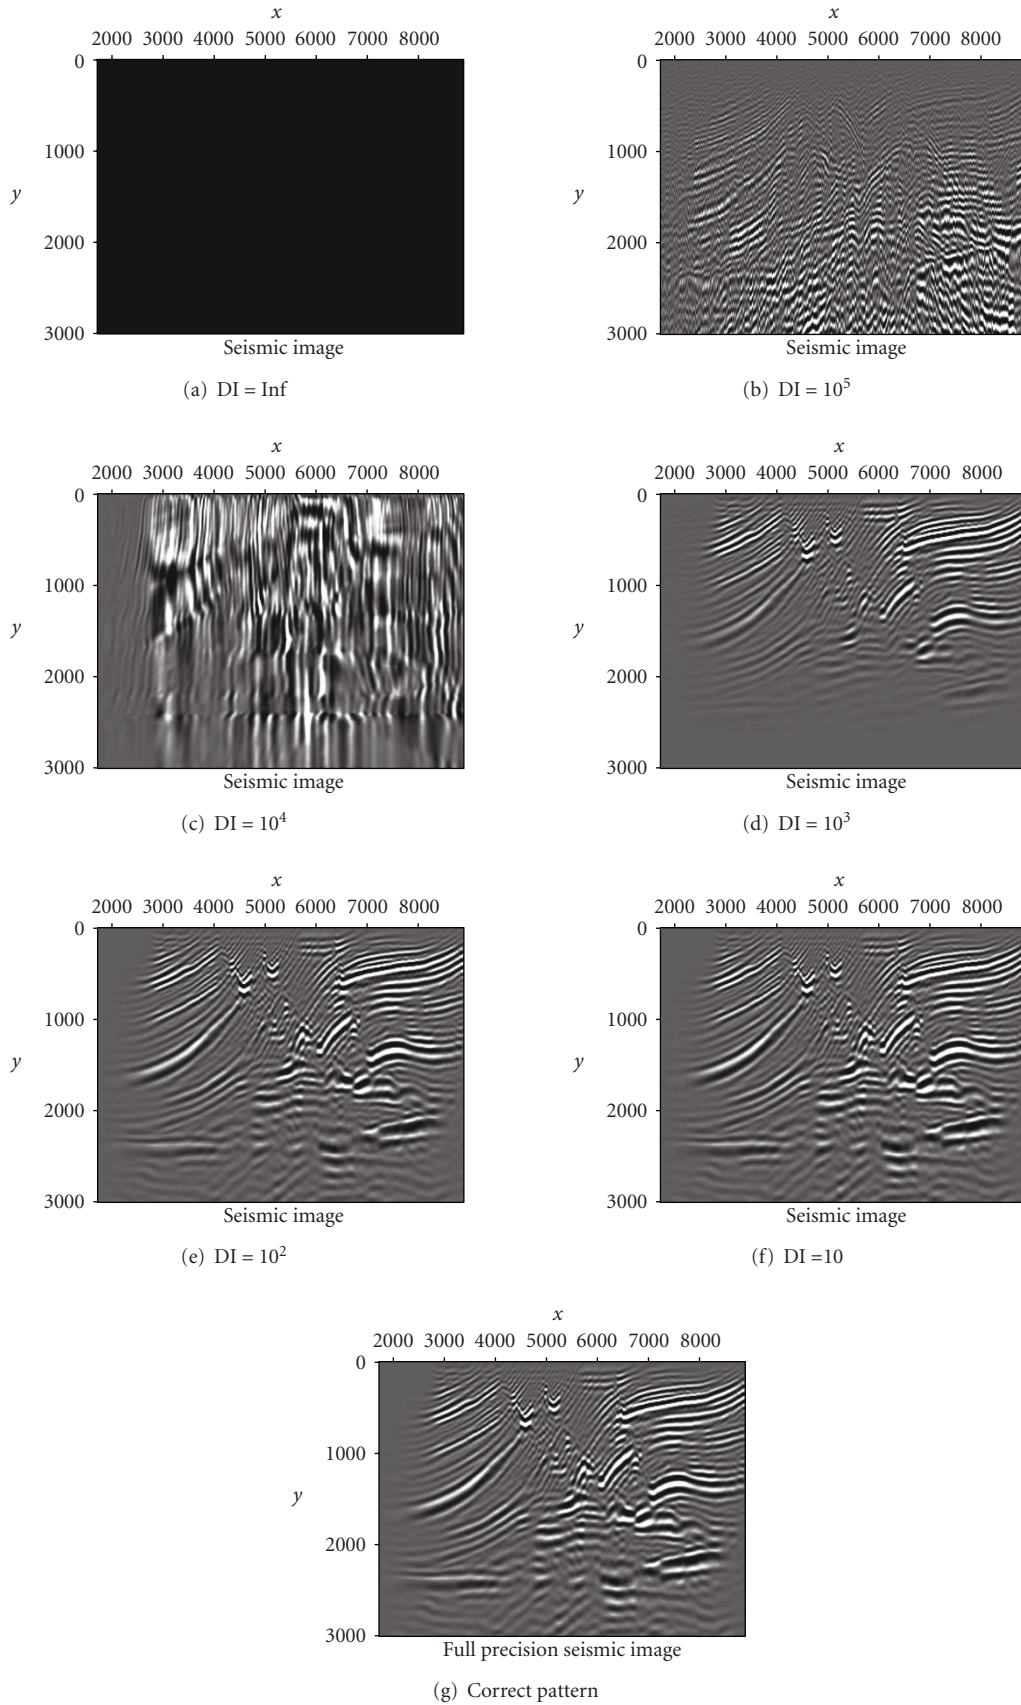 x x
2000 3000 4000 5000 6000 7000 8000 2000 3000 4000 5000 6000 7000 8000
0 0
1000 1000
y y
2000 2000
3000 3000
Seismic image Seismic image
(a) DI = Inf (b) DI = 10⁵
x x
2000 3000 4000 5000 6000 7000 8000 2000 3000 4000 5000 6000 7000 8000
0 0
1000 1000
y y
2000 2000
3000 3000
Seismic image Seismic image
(c) DI = 10⁴ (d) DI = 10³
x x
2000 3000 4000 5000 6000 7000 8000 2000 3000 4000 5000 6000 7000 8000
0 0
1000 1000
y y
2000 2000
3000 3000
Seismic image Seismic image
(e) DI = 10² (f) DI =10
x
2000 3000 4000 5000 6000 7000 8000
0
1000
y
2000
3000
Full precision seismic image
(g) Correct pattern